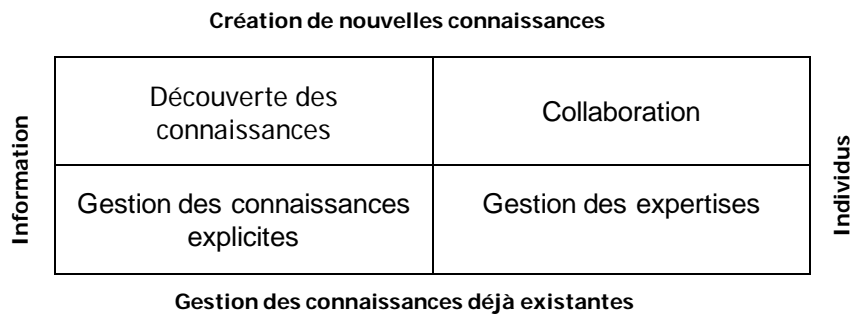 Création de nouvelles connaissances
Information
Découverte des
connaissances
Collaboration
Gestion des connaissances
explicites
Gestion des expertises
Individus
Gestion des connaissances déjà existantes